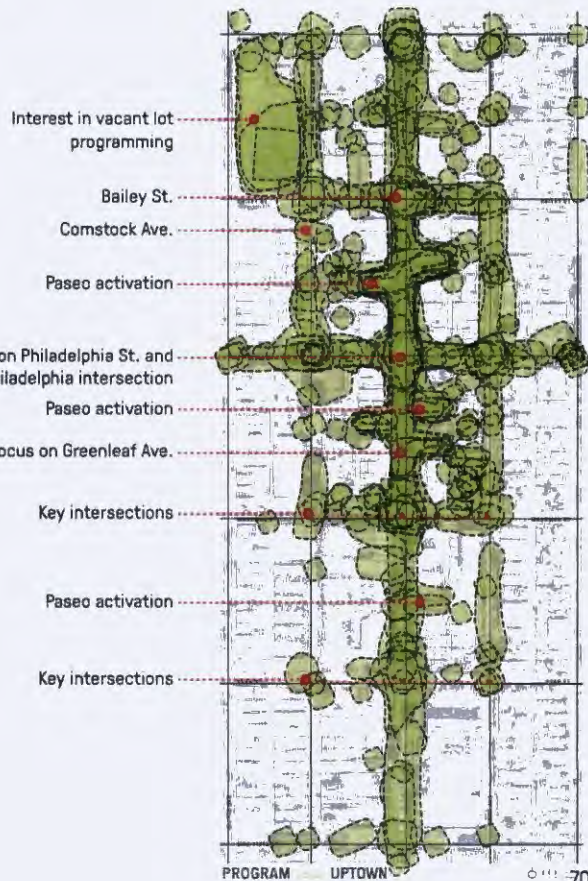 Interest in vacant lot
programming
Bailey St.
Comstock Ave.
Paseo activation
on Philadelphia St. and
iladelphia intersection
Paseo activation
ocus on Greenleaf Ave.
Key intersections
Paseo activation
Key intersections
PROGRAM UPTOWN